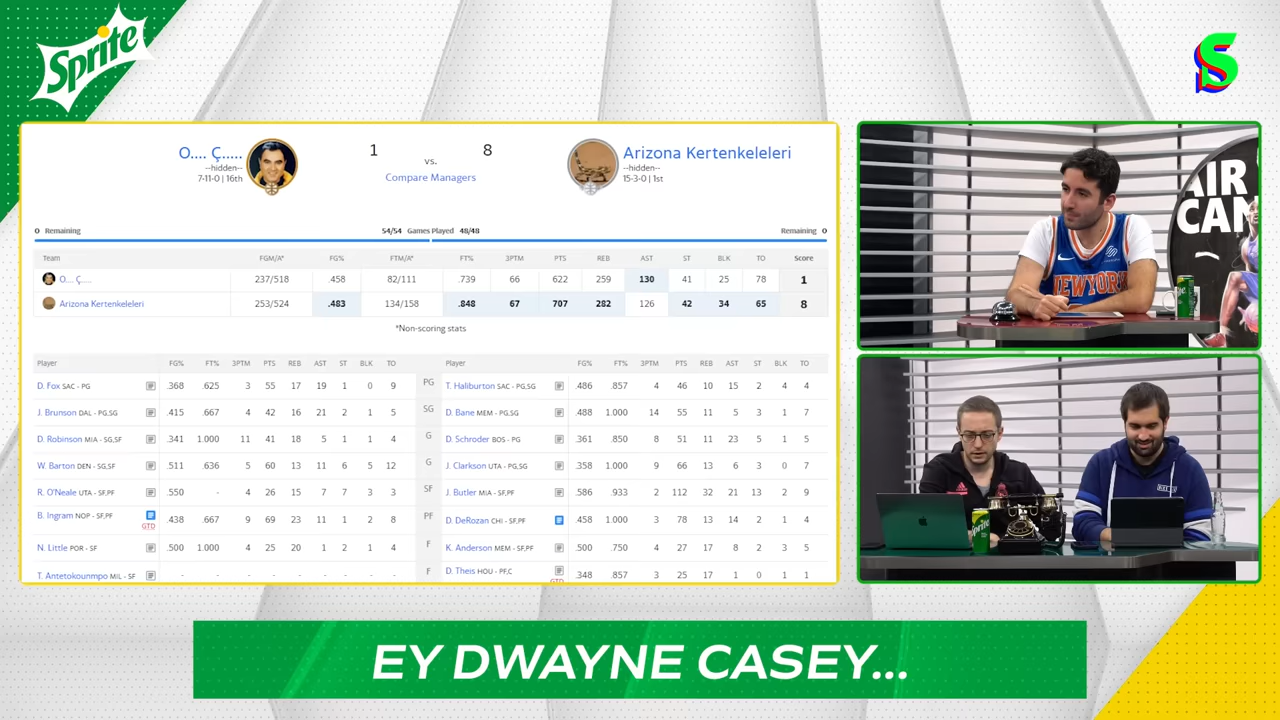 Sprite
S
O.... Ç.....
--hidden--
7-11-0 | 16th
1
vs.
8
Compare Managers
Arizona Kertenkeleleri
--hidden--
15-3-0 | 1st
0 Remaining
54/54 Games Played 48/48
Remaining 0
Team FGM/A* FG% FTM/A* FT% 3PTM PTS REB AST ST BLK TO Score
O.... Ç..... 237/518 .458 82/111 .739 66 622 259 130 41 25 78 1
Arizona Kertenkeleleri 253/524 .483 134/158 .848 67 707 282 126 42 34 65 8
*Non-scoring stats
Player FG% FT% 3PTM PTS REB AST ST BLK TO Player FG% FT% 3PTM PTS REB AST ST BLK TO
D. Fox SAC - PG .368 .625 3 55 17 19 1 0 9 PG T. Haliburton SAC - PG,SG .486 .857 4 46 10 15 2 4 4
J. Brunson DAL - PG,SG .415 .667 4 42 16 21 2 1 5 SG D. Bane MEM - PG,SG .488 1.000 14 55 11 5 3 1 7
D. Robinson MIA - SG,SF .341 1.000 11 41 18 5 1 1 4 G D. Schroder BOS - PG .361 .850 8 51 11 23 5 1 5
W. Barton DEN - SG,SF .511 .636 5 60 13 11 6 5 12 G J. Clarkson UTA - PG,SG .358 1.000 9 66 13 6 3 0 7
R. O'Neale UTA - SF,PF .550 - 4 26 15 7 7 3 3 SF J. Butler MIA - SF,PF .586 .933 2 112 32 21 13 2 9
B. Ingram NOP - SF,PF GTD .438 .667 9 69 23 11 1 2 8 PF D. DeRozan CHI - SF,PF .458 1.000 3 78 13 14 2 1 4
N. Little POR - SF .500 1.000 4 25 20 1 2 1 4 F K. Anderson MEM - SF,PF .500 .750 4 27 17 8 2 3 5
T. Antetokounmpo MIL - SF - - - - - - - - - F D. Theis HOU - PF,C GTD .348 .857 3 25 17 1 0 1 1
AIR
CAN
NEW YORK
Sprite
EY DWAYNE CASEY...